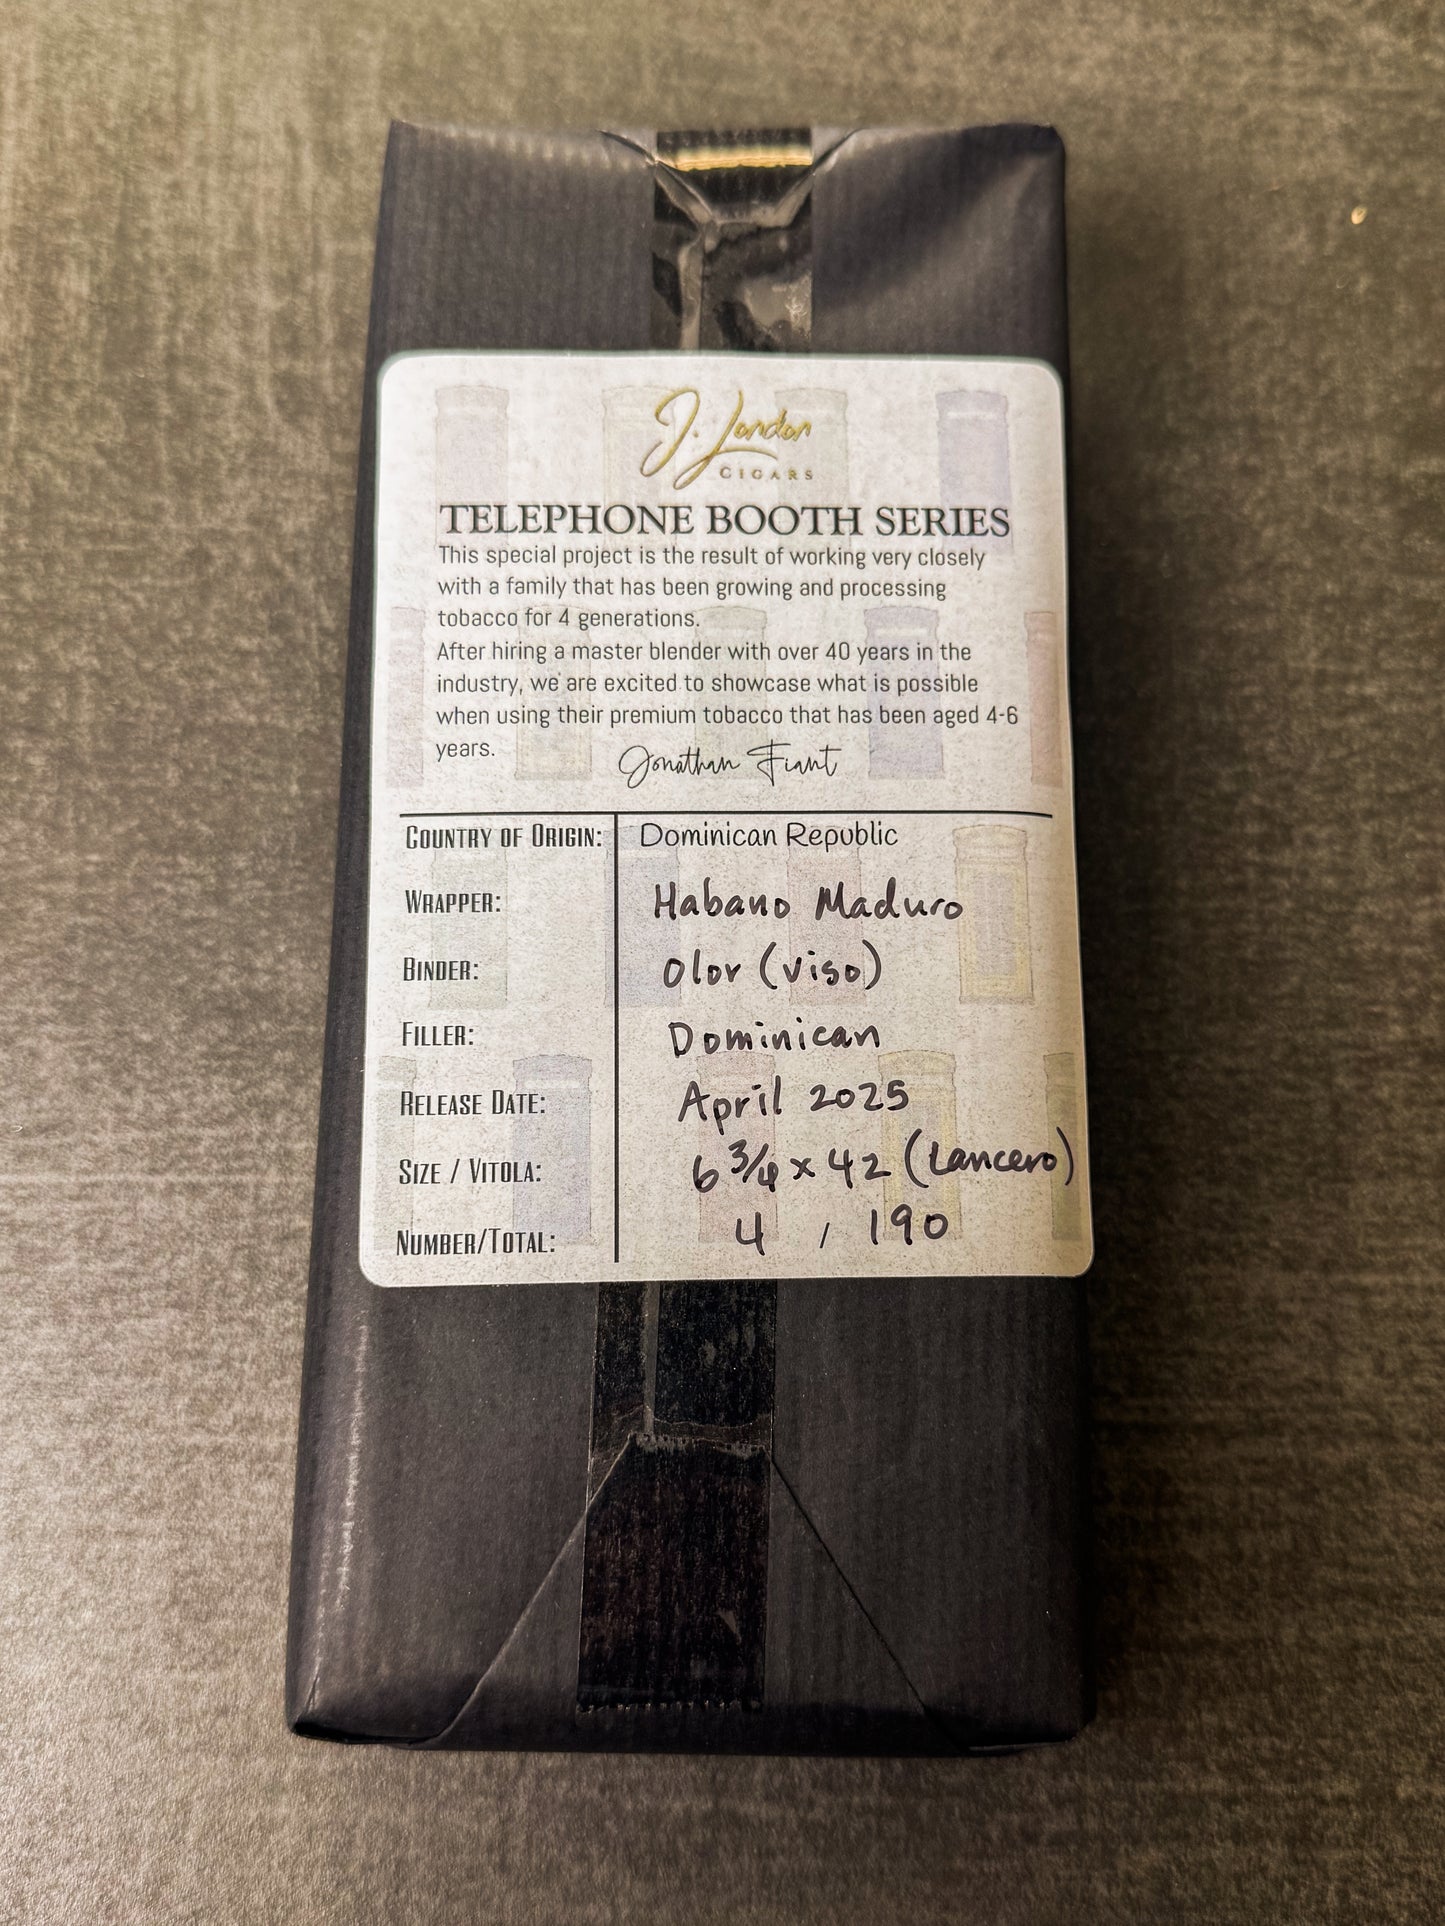 J. London
CIGARS
TELEPHONE BOOTH SERIES
This special project is the result of working very closely
with a family that has been growing and processing
tobacco for 4 generations.
After hiring a master blender with over 40 years in the
industry, we are excited to showcase what is possible
when using their premium tobacco that has been aged 4-6
years.
Jonathan Fiant
COUNTRY OF ORIGIN: Dominican Republic
WRAPPER: Habano Maduro
BINDER: Olor (viso)
FILLER: Dominican
RELEASE DATE: April 2025
SIZE / VITOLA: 6 3/4 x 42 (Lancero)
NUMBER/TOTAL: 4 / 190